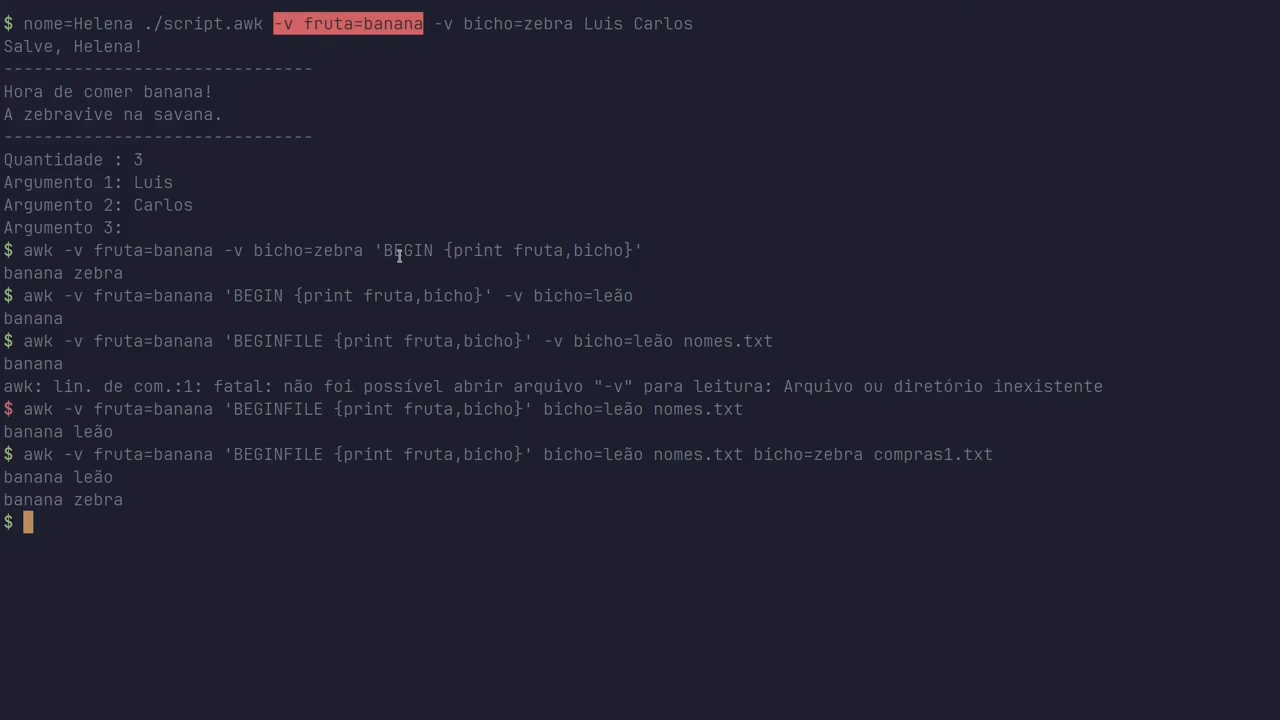 $ nome=Helena ./script.awk -v fruta=banana -v bicho=zebra Luis Carlos
Salve, Helena!
-------------------------------
Hora de comer banana!
A zebravive na savana.
-------------------------------
Quantidade : 3
Argumento 1: Luis
Argumento 2: Carlos
Argumento 3:
$ awk -v fruta=banana -v bicho=zebra 'BEGIN {print fruta,bicho}'
banana zebra
$ awk -v fruta=banana 'BEGIN {print fruta,bicho}' -v bicho=leão
banana
$ awk -v fruta=banana 'BEGINFILE {print fruta,bicho}' -v bicho=leão nomes.txt
banana
awk: lin. de com.:1: fatal: não foi possível abrir arquivo "-v" para leitura: Arquivo ou diretório inexistente
$ awk -v fruta=banana 'BEGINFILE {print fruta,bicho}' bicho=leão nomes.txt
banana leão
$ awk -v fruta=banana 'BEGINFILE {print fruta,bicho}' bicho=leão nomes.txt bicho=zebra compras1.txt
banana leão
banana zebra
$